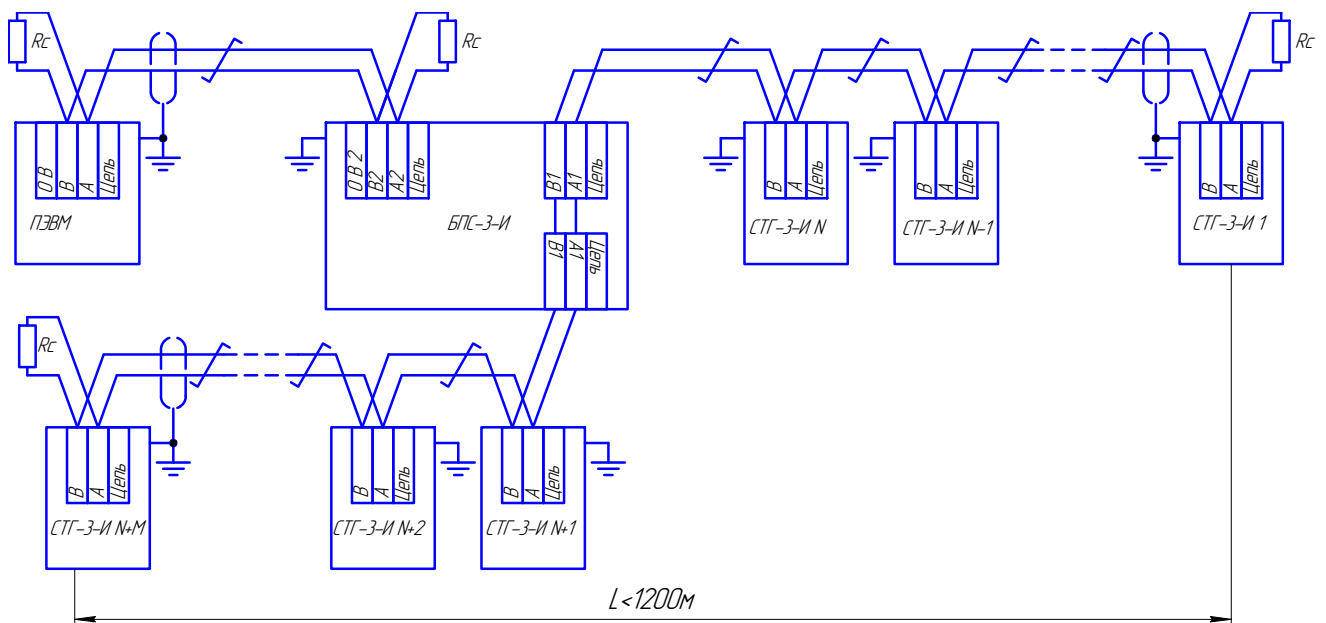 Rc
Rc
Rc
0 В
В
А
Цепь
ПЭВМ
0 В 2
В2
А2
Цепь
БПС-3-И
В1
А1
Цепь
В1
А1
Цепь
В
А
Цепь
СТГ-3-И N
В
А
Цепь
СТГ-3-И N-1
В
А
Цепь
СТГ-3-И 1
Rc
В
А
Цепь
СТГ-3-И N+M
В
А
Цепь
СТГ-3-И N+2
В
А
Цепь
СТГ-3-И N+1
L<1200м